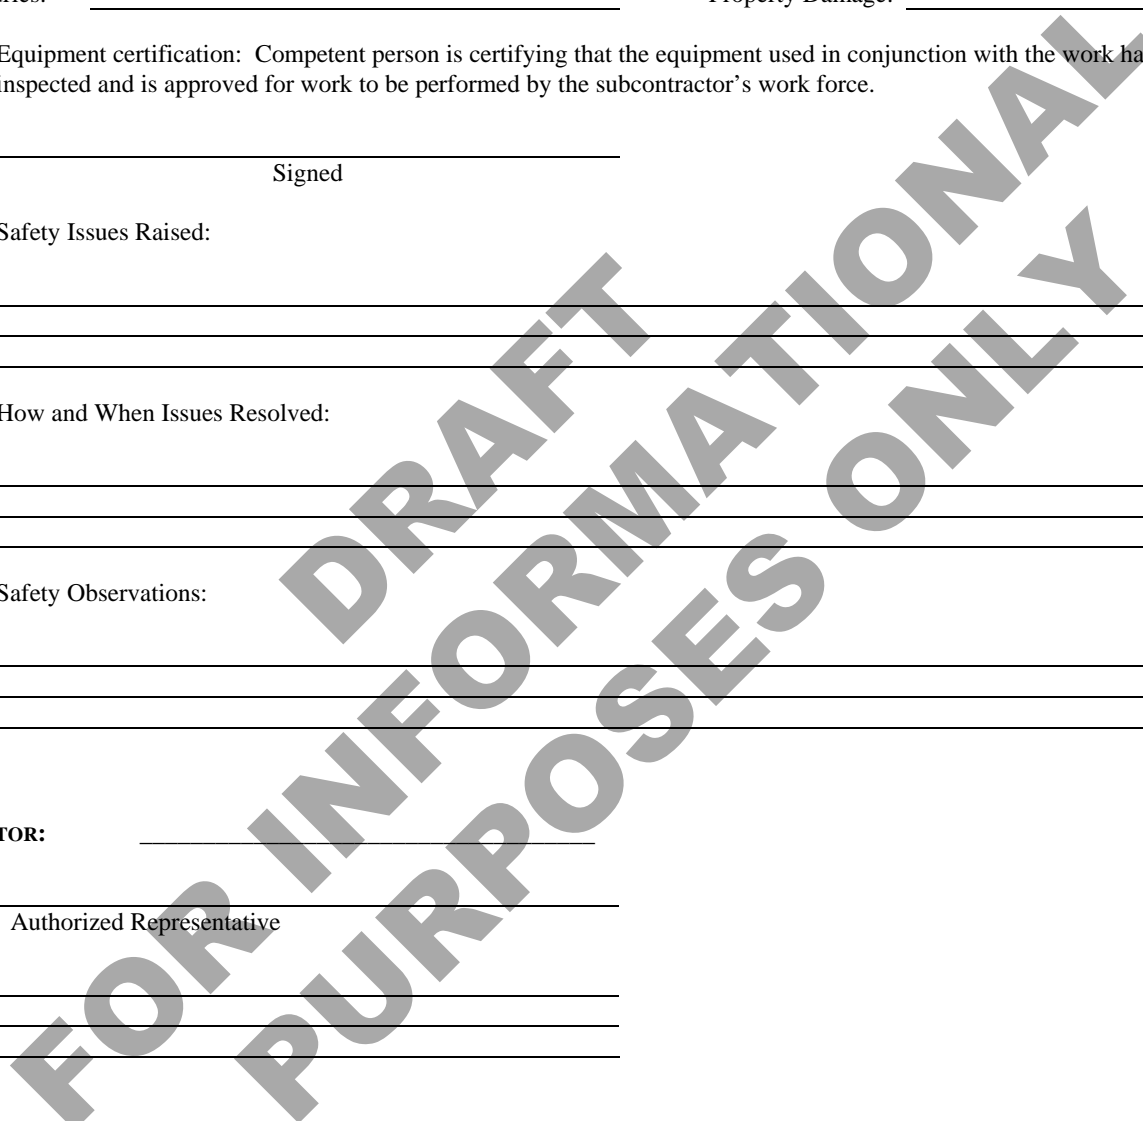 Property Damage:
Equipment certification: Competent person is certifying that the equipment used in conjunction with the work
inspected and is approved for work to be performed by the subcontractor’s work force.
Signed
Safety Issues Raised:
How and When Issues Resolved:
Safety Observations:
TOR: ___________________________________
Authorized Representative
DRAFT
FOR INFORMATIONAL
PURPOSES ONLY